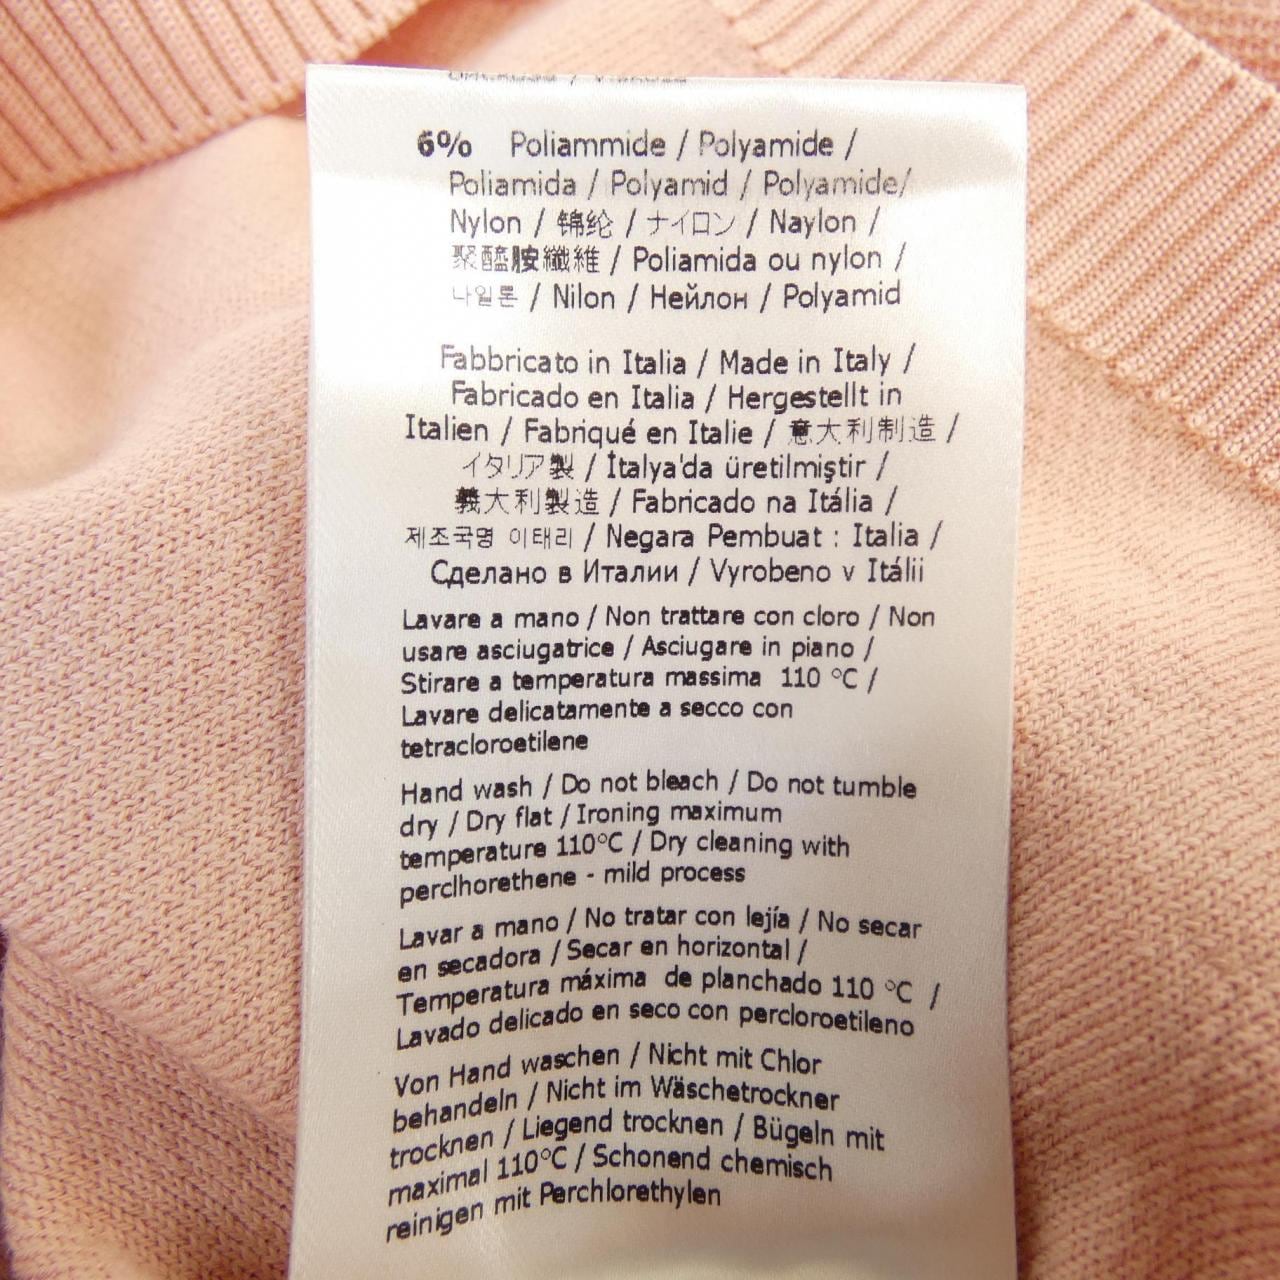 6% Poliammide / Polyamide /
Poliamida / Polyamid / Polyamide/
Nylon / 锦纶 / ナイロン / Naylon /
聚醯胺纖維 / Poliamida ou nylon /
나일론 / Nilon / Нейлон / Polyamid
Fabbricato in Italia / Made in Italy /
Fabricado en Italia / Hergestellt in
Italien / Fabriqué en Italie / 意大利制造 /
イタリア製 / İtalya'da üretilmiştir /
義大利製造 / Fabricado na Itália /
제조국명 이태리 / Negara Pembuat : Italia /
Сделано в Италии / Vyrobeno v Itálii
Lavare a mano / Non trattare con cloro / Non
usare asciugatrice / Asciugare in piano /
Stirare a temperatura massima 110 °C /
Lavare delicatamente a secco con
tetracloroetilene
Hand wash / Do not bleach / Do not tumble
dry / Dry flat / Ironing maximum
temperature 110°C / Dry cleaning with
perclhorethene - mild process
Lavar a mano / No tratar con lejía / No secar
en secadora / Secar en horizontal /
Temperatura máxima de planchado 110 °C /
Lavado delicado en seco con percloroetileno
Von Hand waschen / Nicht mit Chlor
behandeln / Nicht im Wäschetrockner
trocknen / Liegend trocknen / Bügeln mit
maximal 110°C / Schonend chemisch
reinigen mit Perchlorethylen